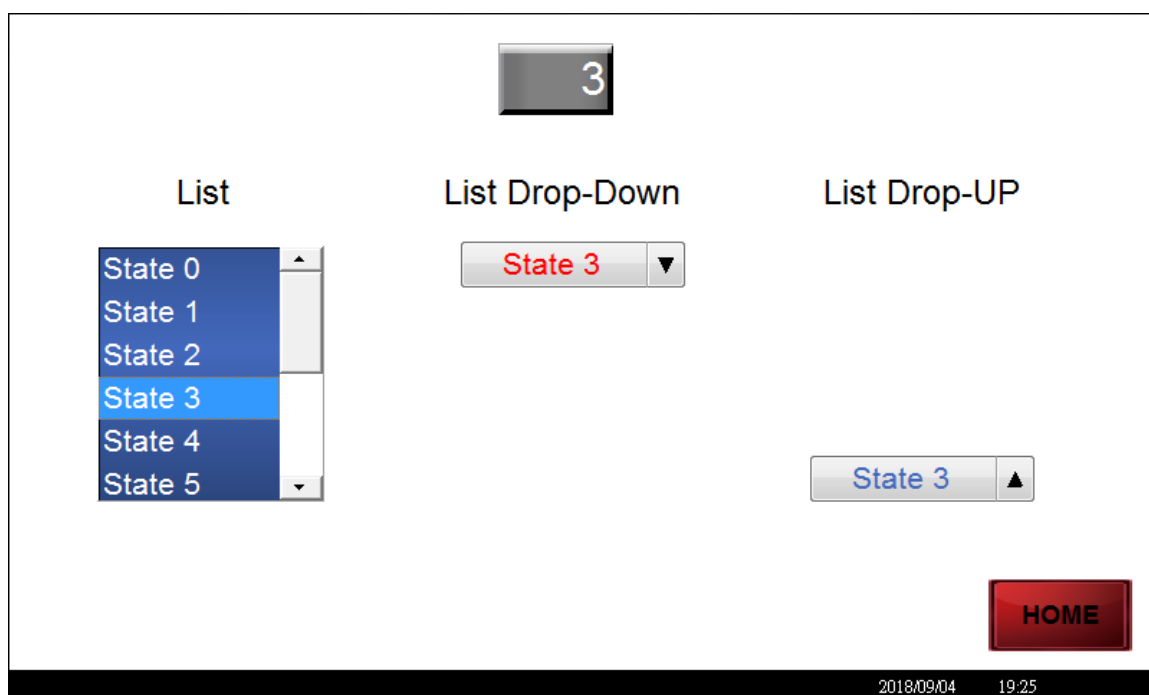 3
List
List Drop-Down
List Drop-UP
State 0
State 1
State 2
State 3
State 4
State 5
State 3
State 3
HOME
2018/09/04 19:25